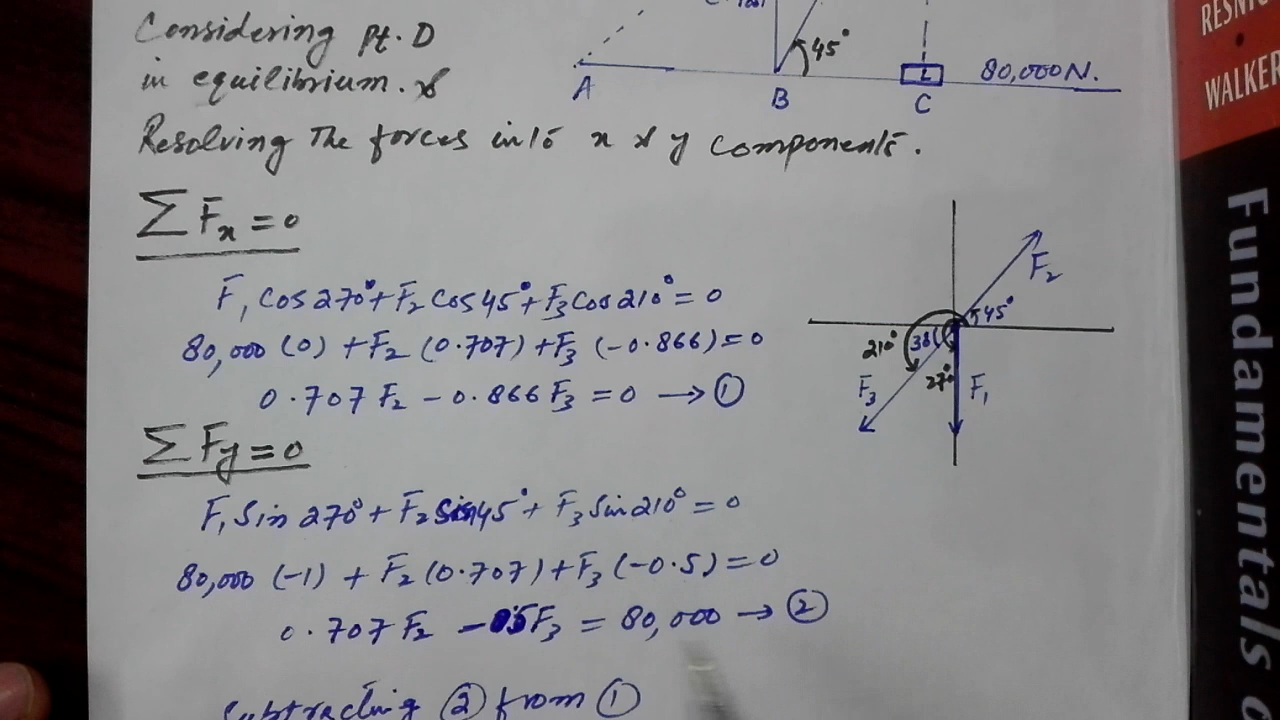 Considering pt. D
in equilibrium. &
45°
80,000 N.
A
B
L
C
Resolving The forces into x & y components.
ΣFx = 0
F₁ Cos 270° + F₂ Cos 45° + F₃ Cos 210° = 0
80,000 (0) + F₂ (0.707) + F₃ (-0.866) = 0
0.707 F₂ - 0.866 F₃ = 0 → ①
ΣFy = 0
F₁ Sin 270° + F₂ Sin 45° + F₃ Sin 210° = 0
80,000 (-1) + F₂ (0.707) + F₃ (-0.5) = 0
0.707 F₂ - 0.5 F₃ = 80,000 → ②
Subtracting ② from ①
F₂
45°
210°
F₃
F₁
WALKER
Fundamentals o